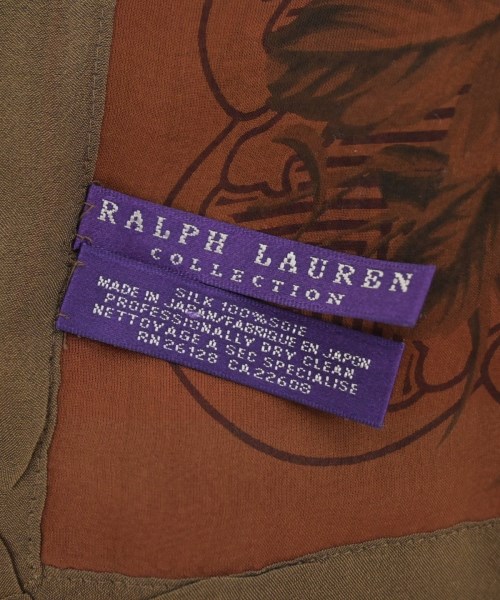 RALPH LAUREN
COLLECTION
SILK 100% SOIE
MADE IN JAPAN/FABRIQUE EN JAPON
PROFESSIONALLY DRY CLEAN
NETTOYAGE A SEC SPECIALISE
RN 26128 CA 22608